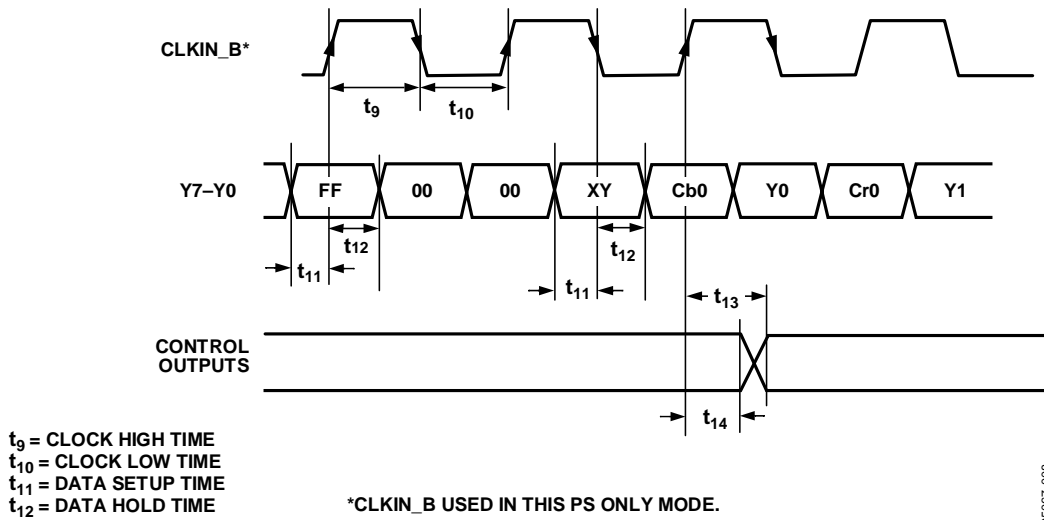 CLKIN_B*
t9
t10
Y7–Y0
FF
00
00
XY
Cb0
Y0
Cr0
Y1
t12
t12
t11
t11
t13
CONTROL
OUTPUTS
t14
t9 = CLOCK HIGH TIME
t10 = CLOCK LOW TIME
t11 = DATA SETUP TIME
t12 = DATA HOLD TIME
*CLKIN_B USED IN THIS PS ONLY MODE.